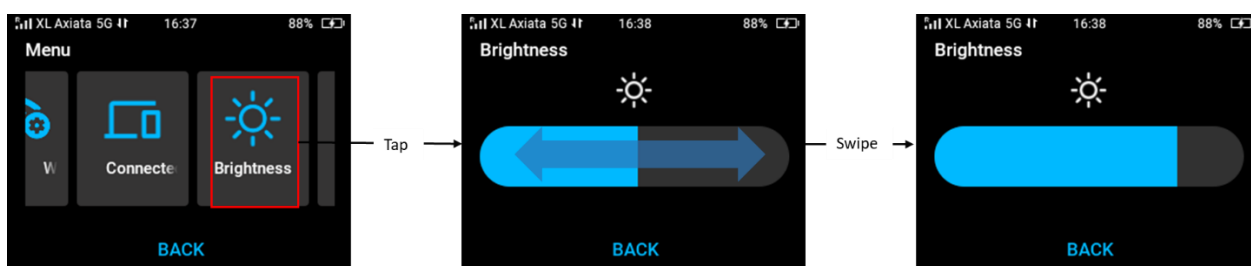 XL Axiata 5G 16:37 88%
Menu
W Connecte Brightness
BACK
Tap
XL Axiata 5G 16:38 88%
Brightness
BACK
Swipe
XL Axiata 5G 16:38 88%
Brightness
BACK